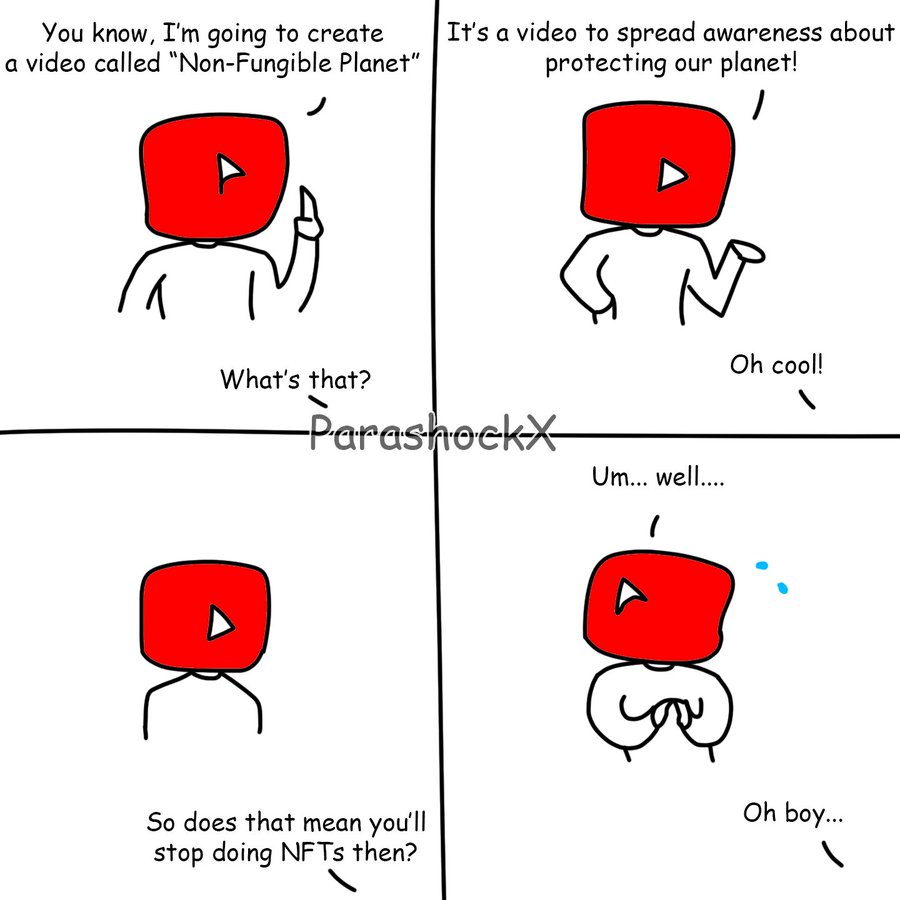 You know, I'm going to create
a video called “Non-Fungible Planet”
What's that?
It's a video to spread awareness about
protecting our planet!
Oh cool!
ParashockX
So does that mean you'll
stop doing NFTs then?
Um... well....
Oh boy...